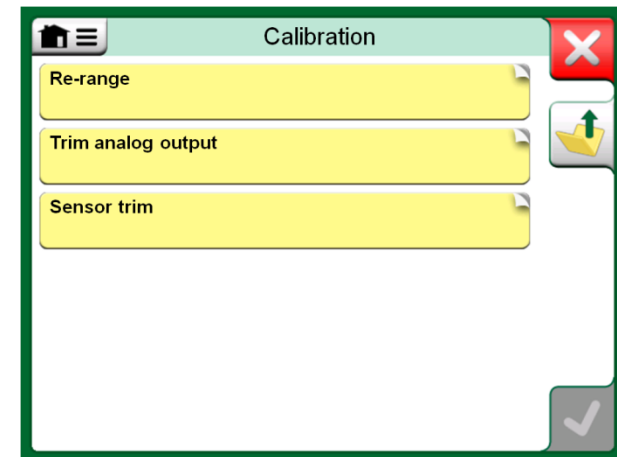 Calibration
Re-range
Trim analog output
Sensor trim